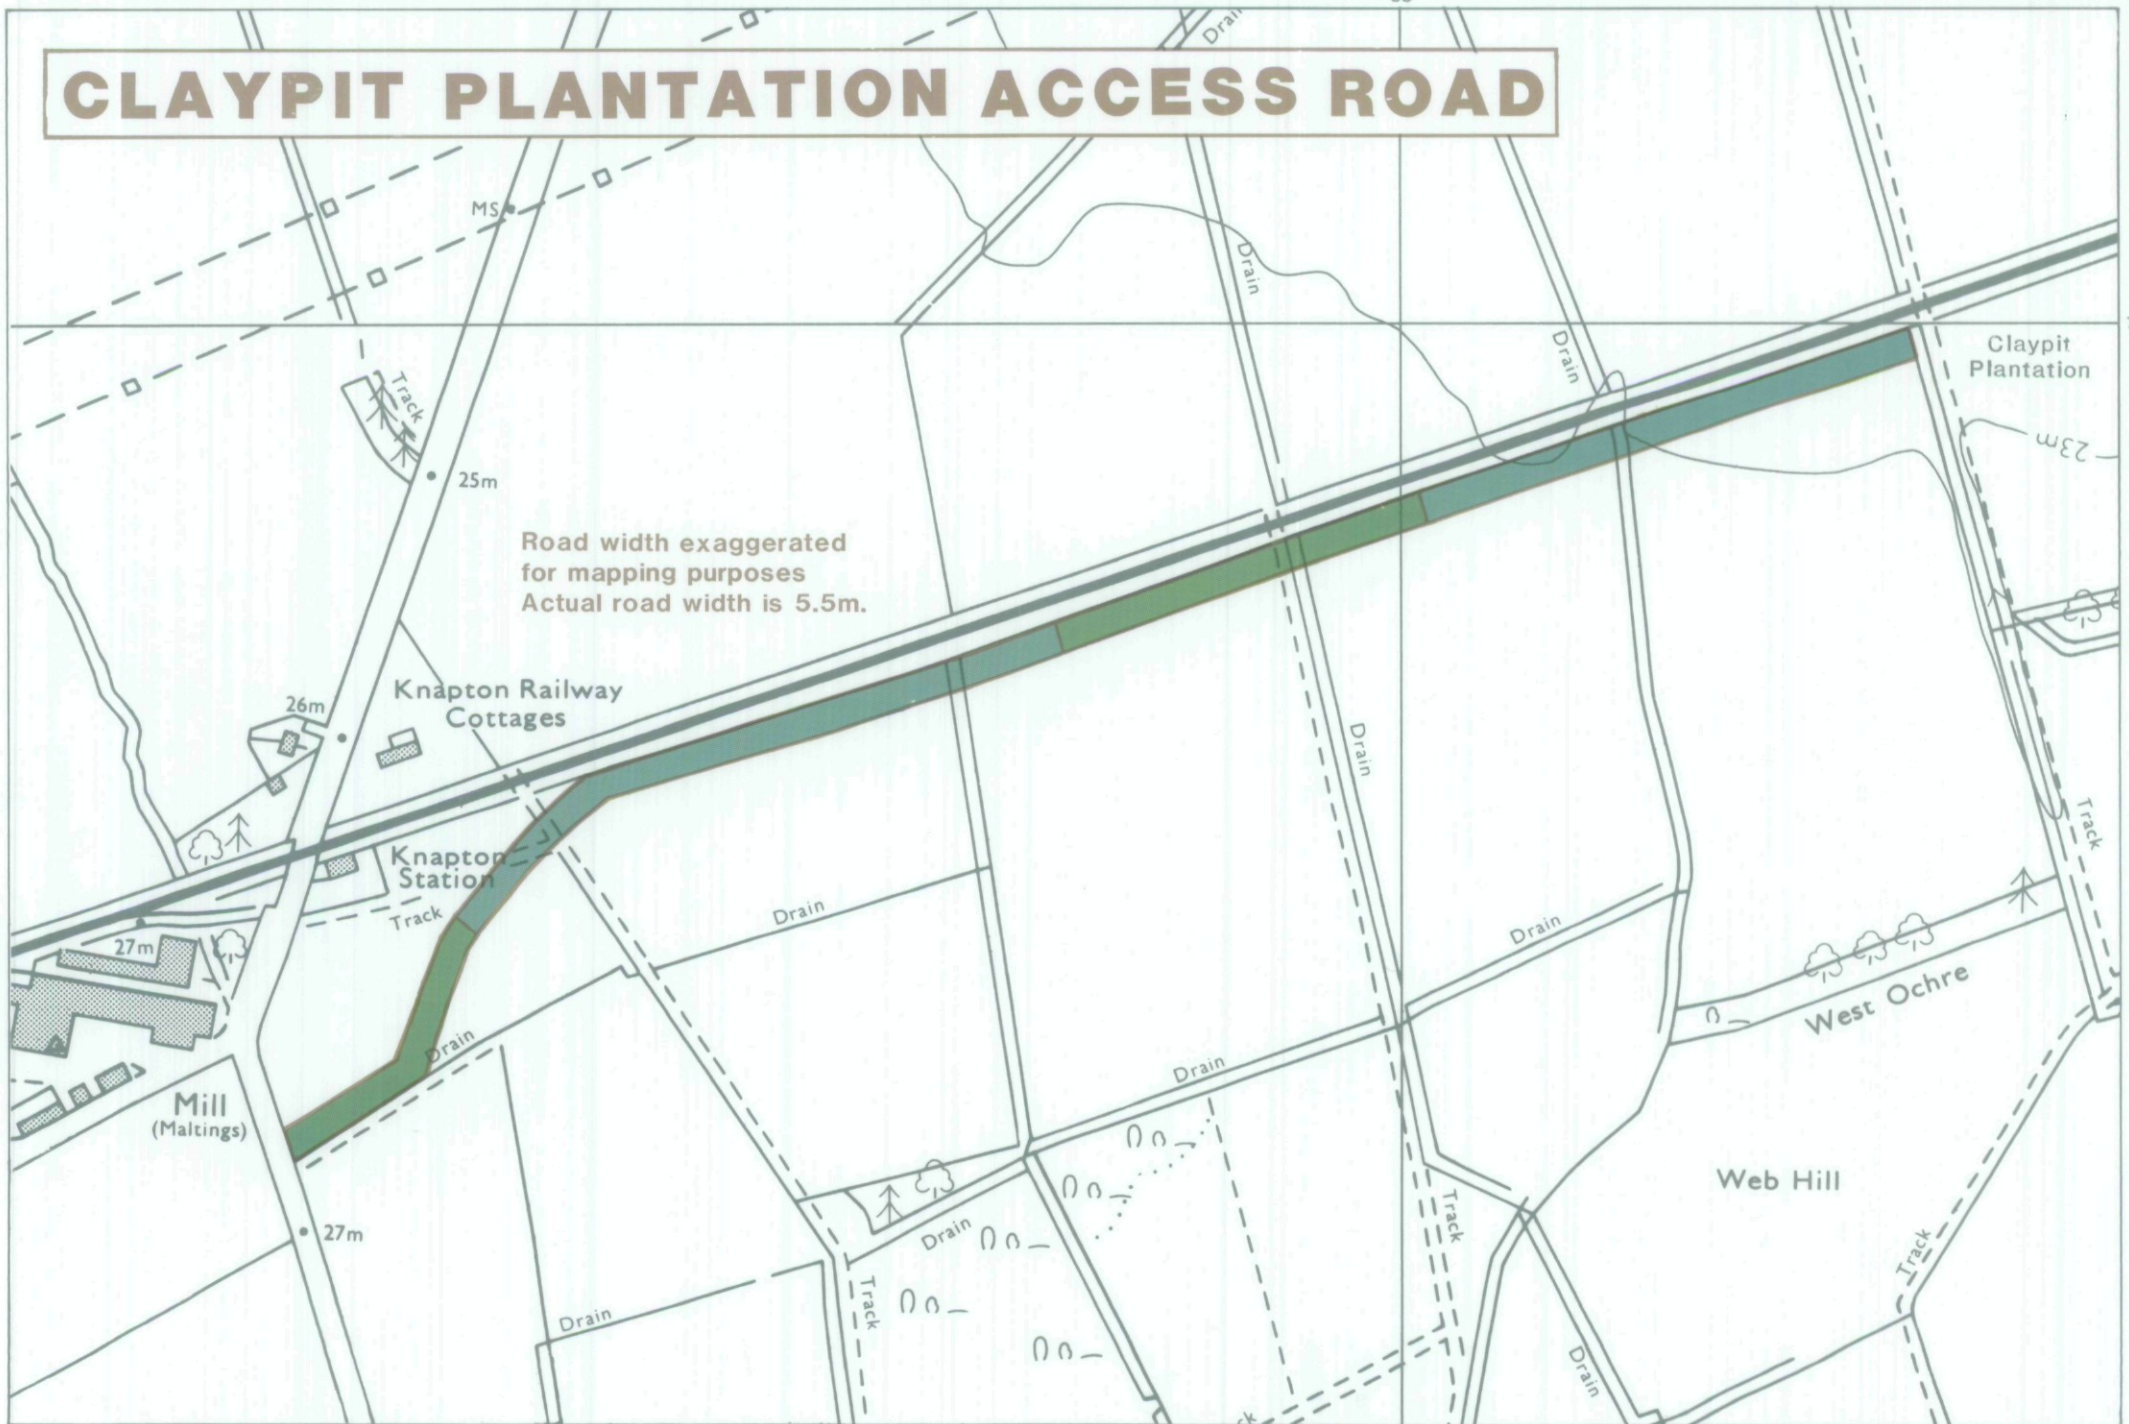 Drain
CLAYPIT PLANTATION ACCESS ROAD
MS
Drain
Drain
Claypit
Plantation
Track
23m
25m
Road width exaggerated
for mapping purposes
Actual road width is 5.5m.
Knapton Railway
Cottages
26m
Drain
Track
Knapton
Station
Track
Drain
Drain
27m
West Ochre
Drain
Drain
Mill
(Maltings)
Web Hill
Track
27m
Drain
Track
Track
Drain
Drain